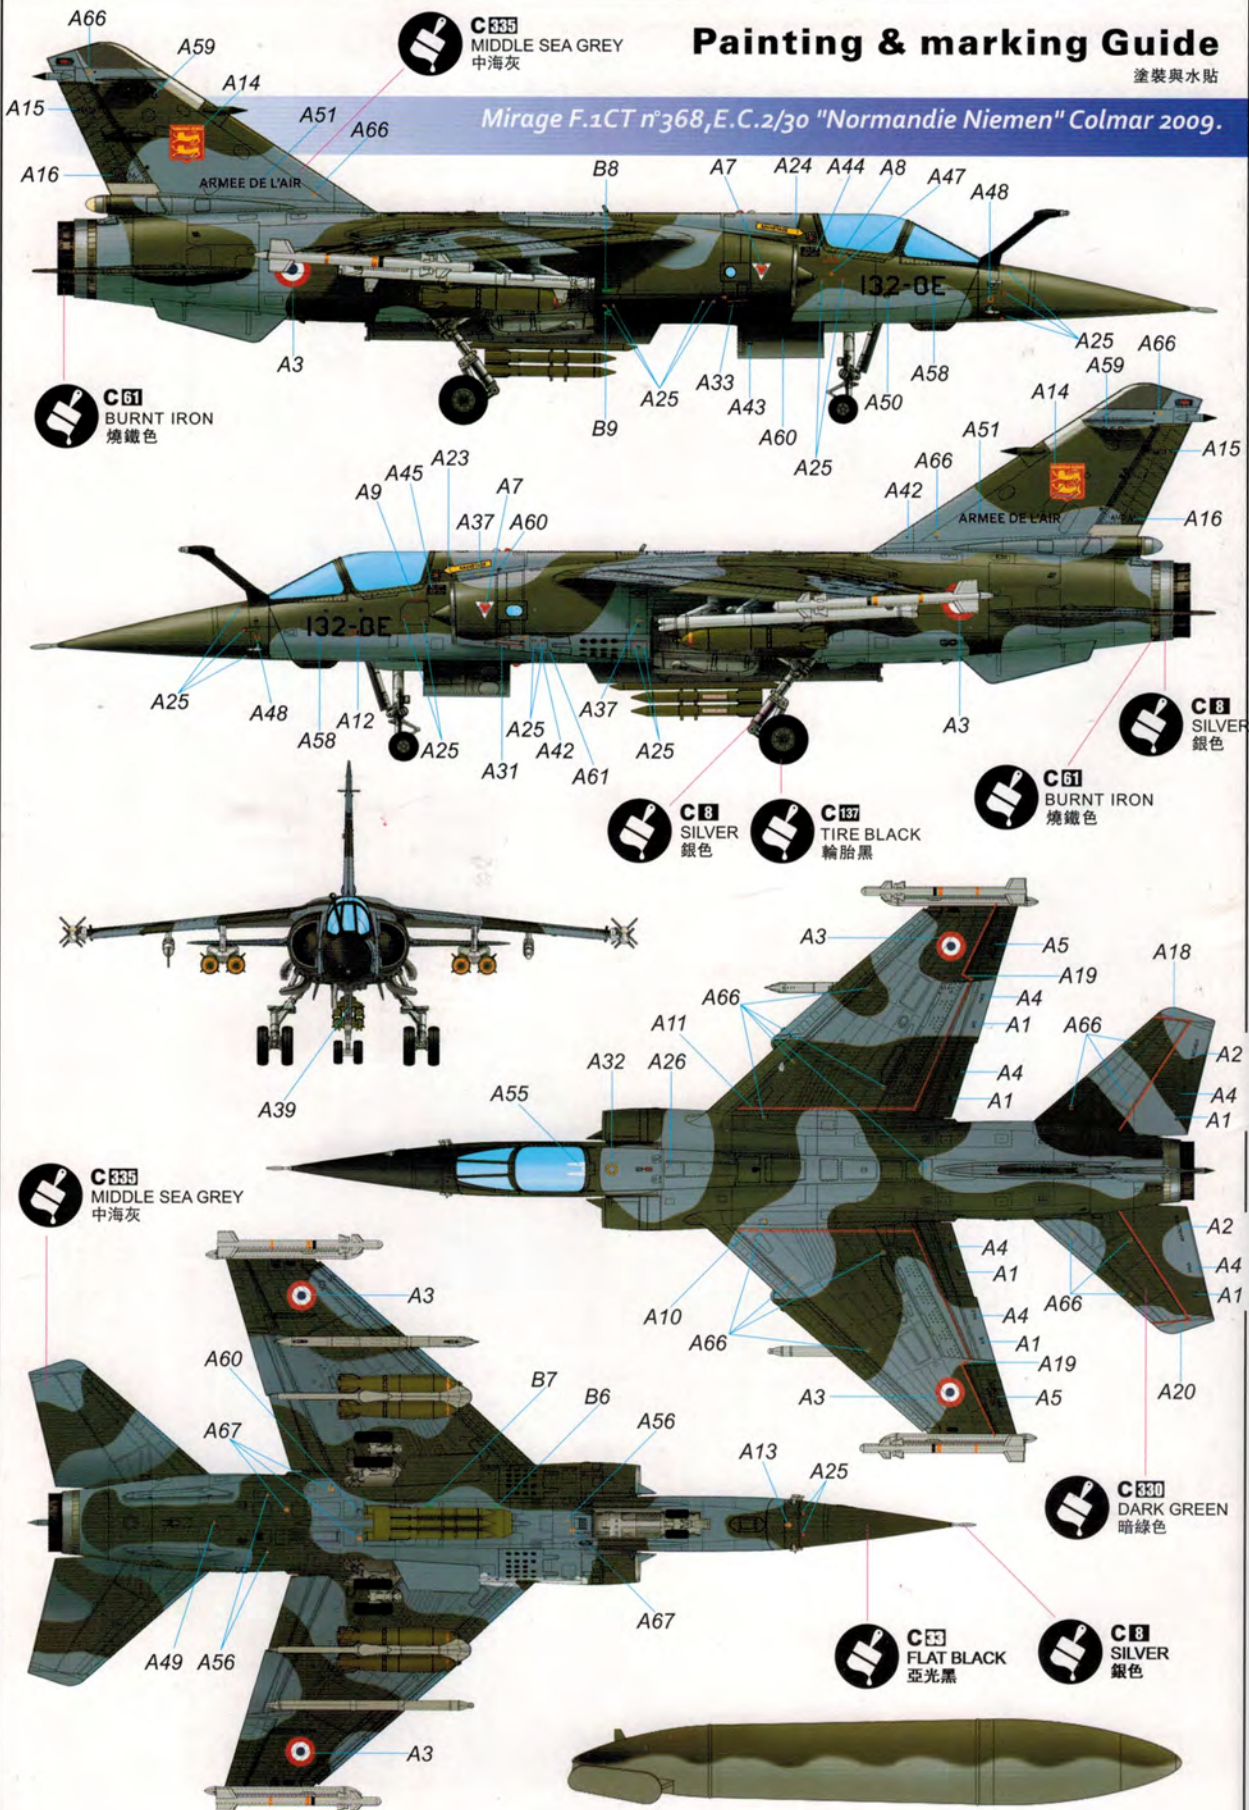 Painting & marking Guide
塗裝與水貼
Mirage F.1CT n°368,E.C.2/30 "Normandie Niemen" Colmar 2009.
C335
MIDDLE SEA GREY
中海灰
A66
A59
A14
A15
A51
A66
A16
ARMEE DE L'AIR
B8
A7
A24
A44
A8
A47
A48
132-QE
A3
A25
A33
A43
A60
A25
A50
A58
A25
B9
C61
BURNT IRON
燒鐵色
A66
A59
A14
A51
A66
A42
A15
A16
ARMEE DE L'AIR
A23
A45
A9
A37
A7
A60
132-QE
A25
A48
A58
A12
A25
A31
A25
A42
A61
A37
A25
A3
C8
SILVER
銀色
C61
BURNT IRON
燒鐵色
C8
SILVER
銀色
C137
TIRE BLACK
輪胎黑
A39
A3
A5
A19
A4
A1
A66
A11
A32
A26
A55
A4
A1
A18
A66
A2
A4
A1
A2
A4
A1
A66
A20
A4
A1
A4
A1
A19
A5
A10
A66
A3
C335
MIDDLE SEA GREY
中海灰
A3
A60
A67
B7
B6
A56
A13
A25
A49
A56
A67
A3
C330
DARK GREEN
暗綠色
C33
FLAT BLACK
亞光黑
C8
SILVER
銀色